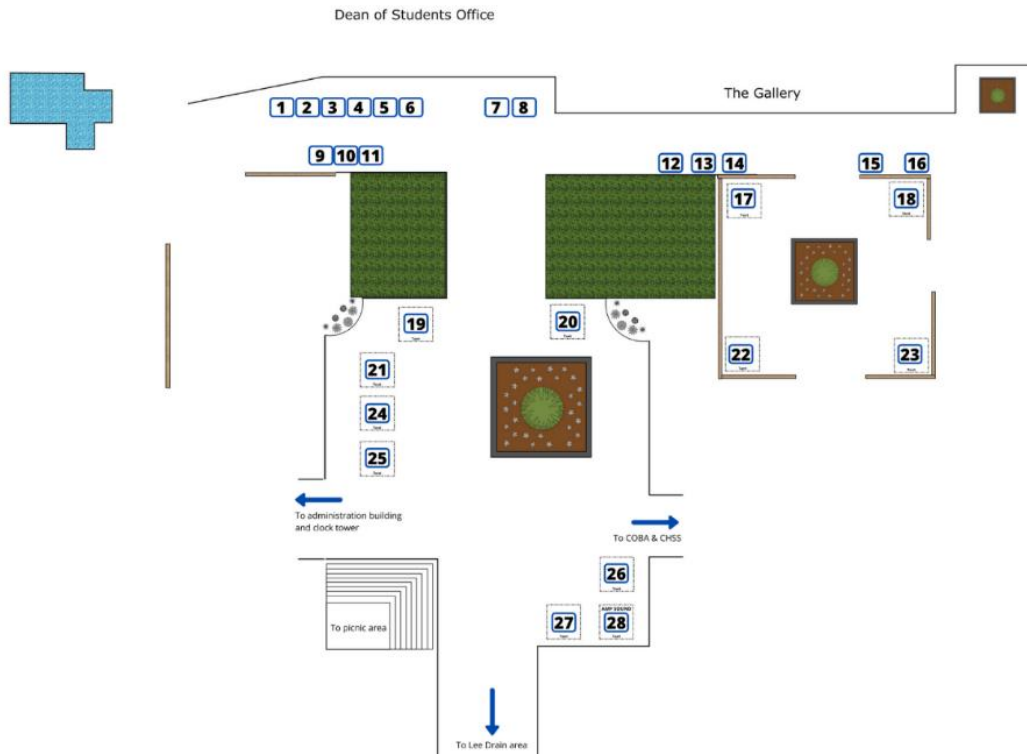 Dean of Students Office
The Gallery
1 2 3 4 5 6 7 8
9 10 11 12 13 14 15 16
17 18
19 20
21 22 23
24
25
To administration building
and clock tower
To COBA & CHSS
26
AMP SOUND
27 28
To picnic area
To Lee Drain area